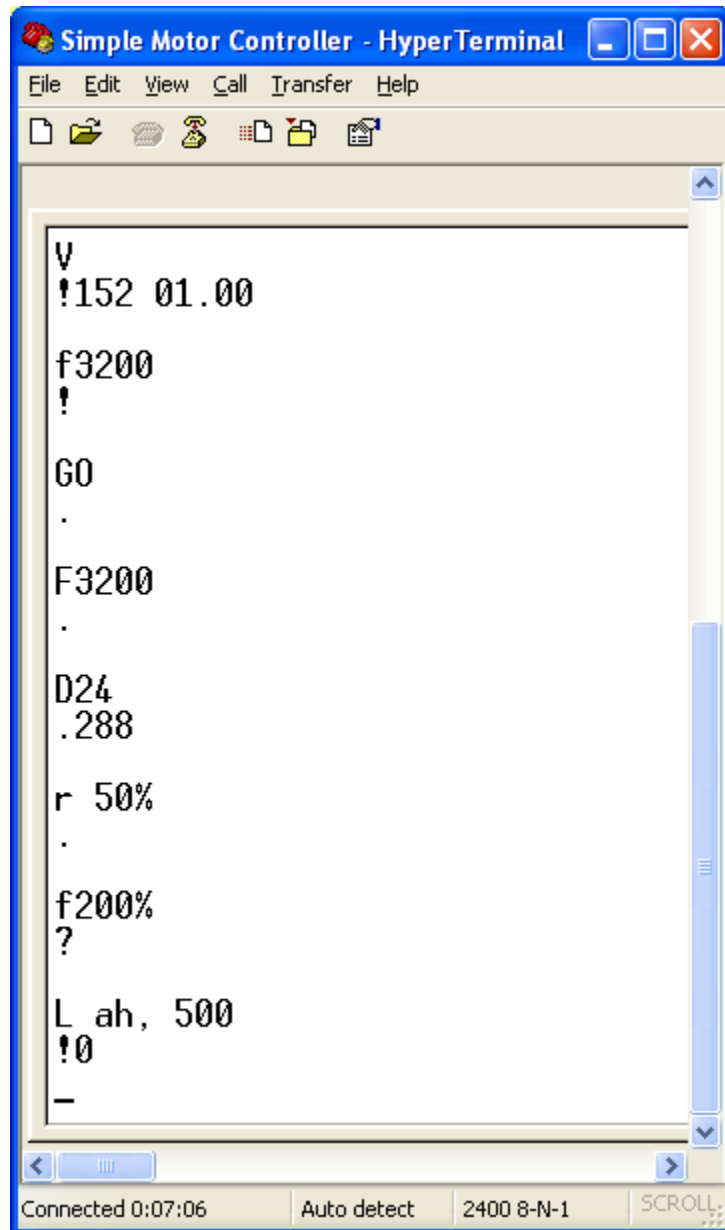 Simple Motor Controller - HyperTerminal
File Edit View Call Transfer Help
V
!152 01.00
f3200
!
GO
.
F3200
.
D24
.288
r 50%
.
f200%
?
L ah, 500
!0
_
Connected 0:07:06 Auto detect 2400 8-N-1 SCROLL